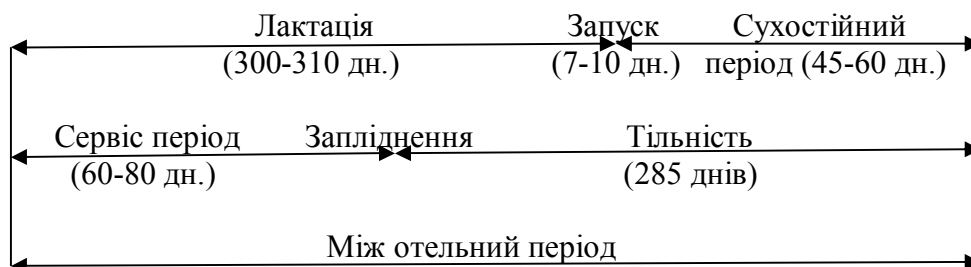 Лактація Запуск Сухостійний
(300-310 дн.) (7-10 дн.) період (45-60 дн.)
Сервіс період Запліднення Тільність
(60-80 дн.) (285 днів)
Між отельний період